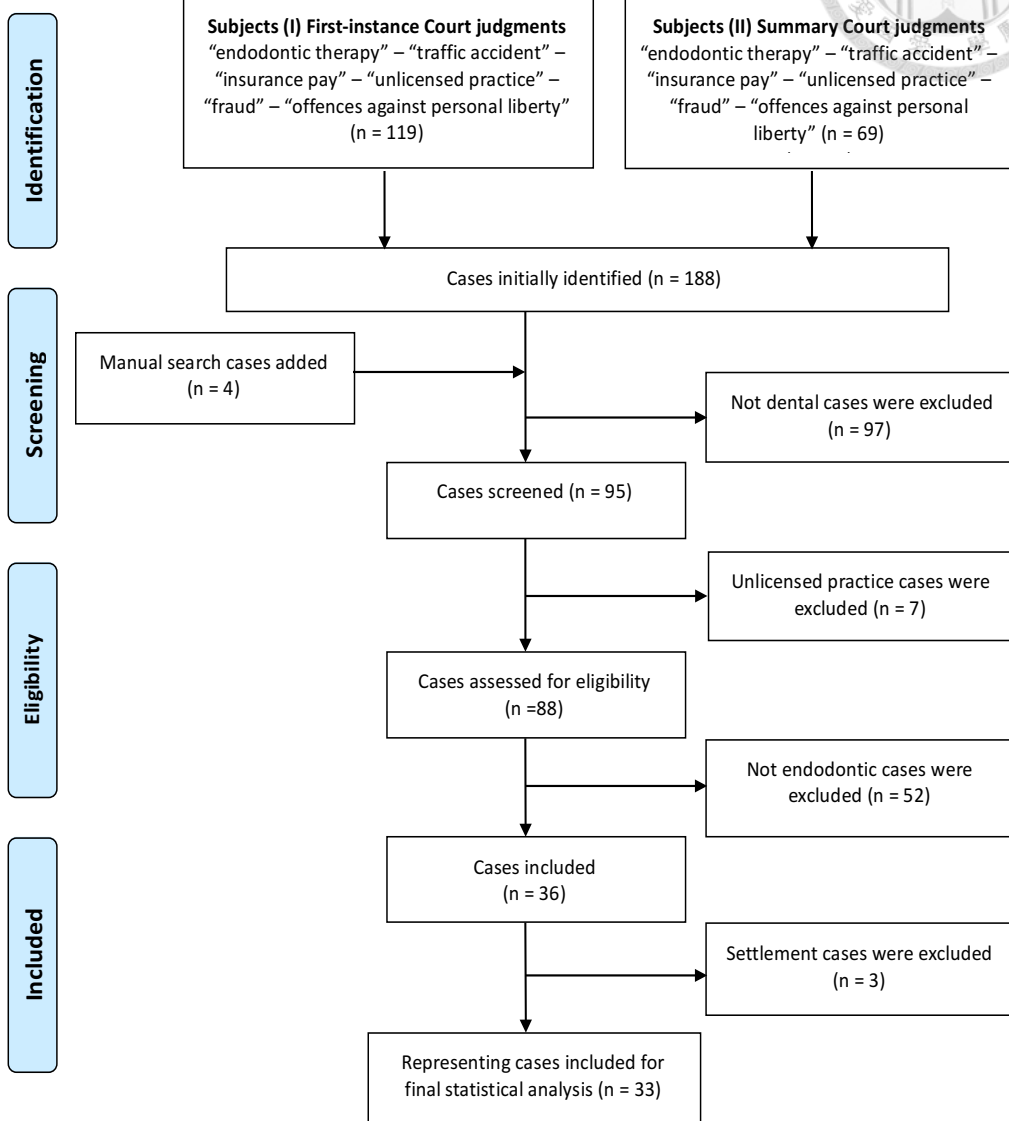 Subjects (I) First-instance Court judgments
“endodontic therapy” – “traffic accident” –
“insurance pay” – “unlicensed practice” –
“fraud” – “offences against personal liberty”
(n = 119)
Subjects (II) Summary Court judgments
“endodontic therapy” – “traffic accident” –
“insurance pay” – “unlicensed practice” –
“fraud” – “offences against personal
liberty” (n = 69)
Identification
Cases initially identified (n = 188)
Screening
Manual search cases added
(n = 4)
Not dental cases were excluded
(n = 97)
Cases screened (n = 95)
Eligibility
Unlicensed practice cases were
excluded (n = 7)
Cases assessed for eligibility
(n =88)
Not endodontic cases were
excluded (n = 52)
Included
Cases included
(n = 36)
Settlement cases were excluded
(n = 3)
Representing cases included for
final statistical analysis (n = 33)